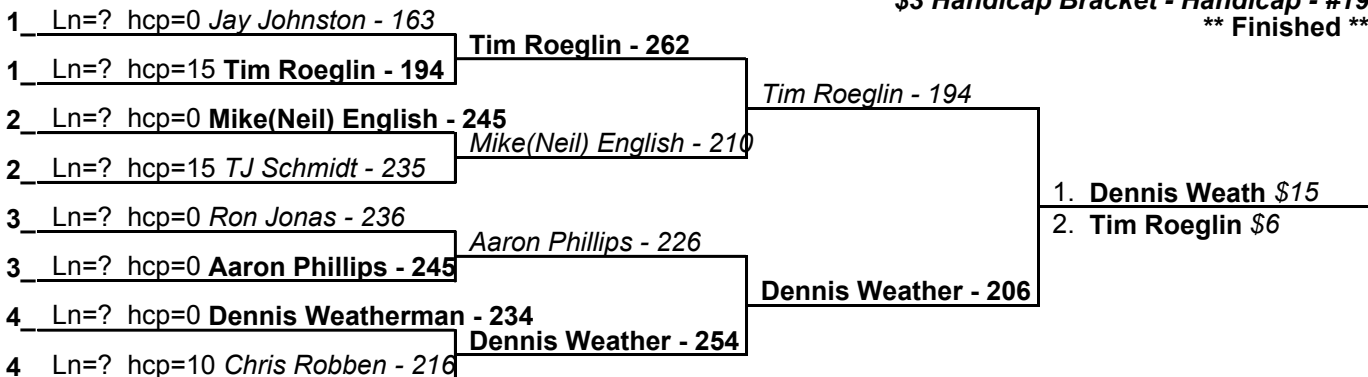 $3 Handicap Bracket - Handicap - #19
** Finished **
1_ Ln=? hcp=0 Jay Johnston - 163
Tim Roeglin - 262
1_ Ln=? hcp=15 Tim Roeglin - 194
Tim Roeglin - 194
2_ Ln=? hcp=0 Mike(Neil) English - 245
Mike(Neil) English - 210
2_ Ln=? hcp=15 TJ Schmidt - 235
1. Dennis Weath $15
2. Tim Roeglin $6
3_ Ln=? hcp=0 Ron Jonas - 236
Aaron Phillips - 226
3_ Ln=? hcp=0 Aaron Phillips - 245
Dennis Weather - 206
4_ Ln=? hcp=0 Dennis Weatherman - 234
Dennis Weather - 254
4 Ln=? hcp=10 Chris Robben - 216